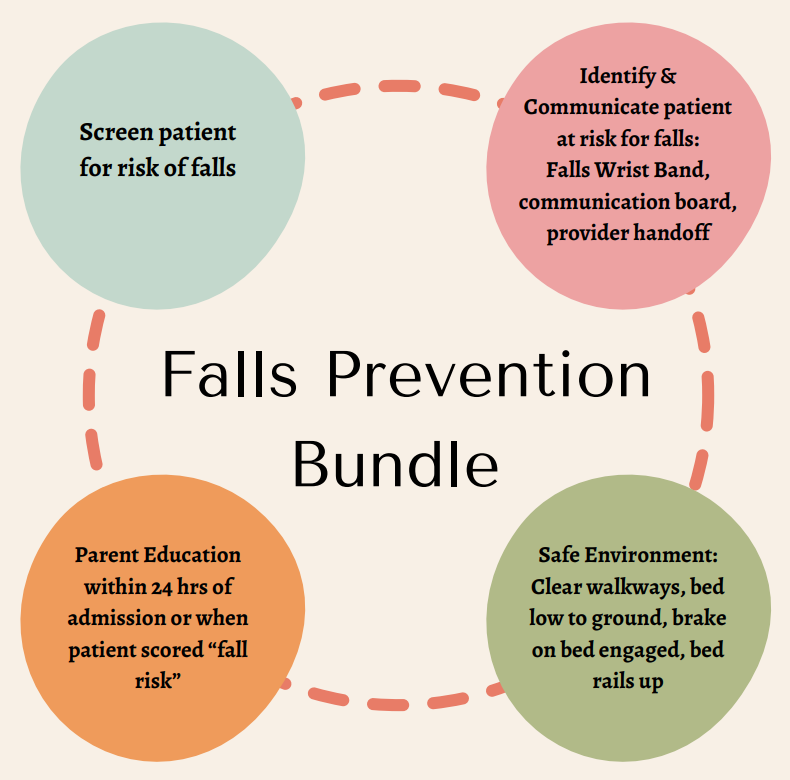 Screen patient
for risk of falls
Identify &
Communicate patient
at risk for falls:
Falls Wrist Band,
communication board,
provider handoff
Falls Prevention
Bundle
Parent Education
within 24 hrs of
admission or when
patient scored “fall
risk”
Safe Environment:
Clear walkways, bed
low to ground, brake
on bed engaged, bed
rails up